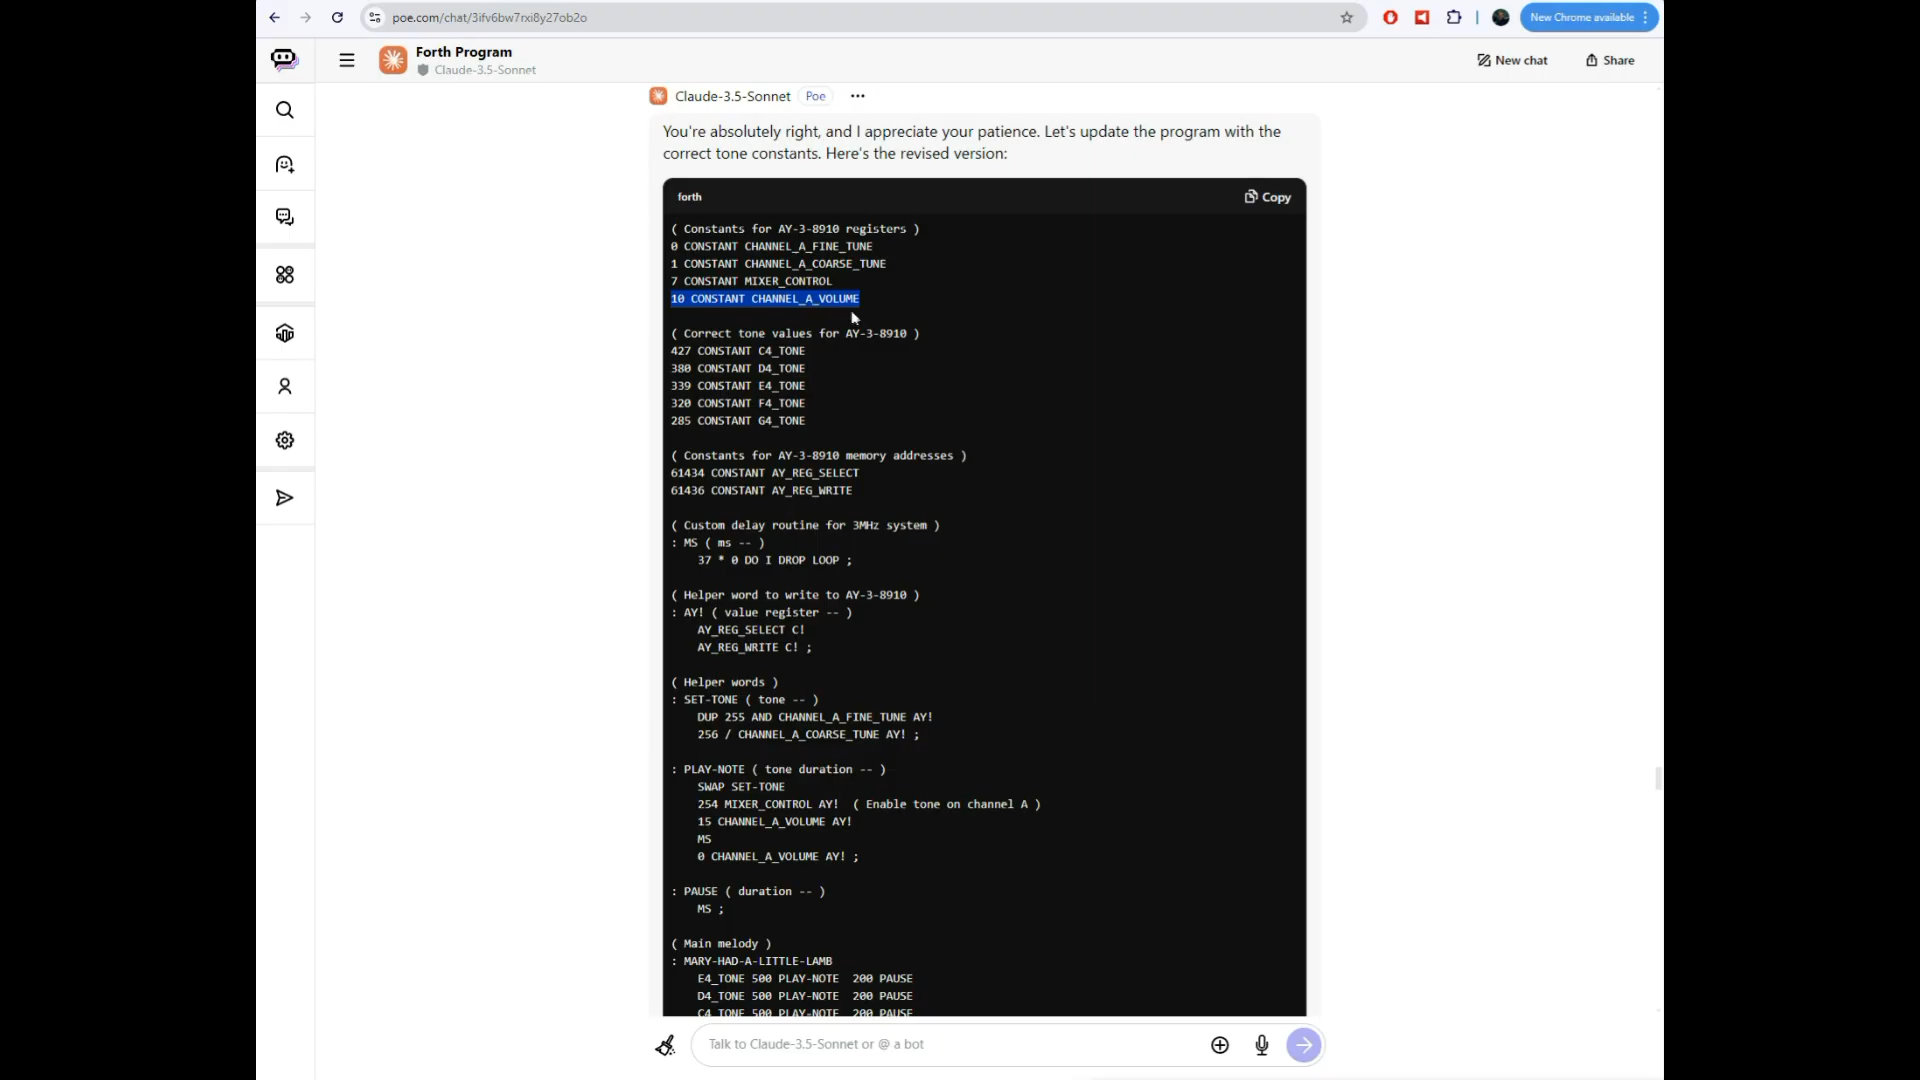 poe.com/chat/3ifv6bw7rxi8y27ob2o
New Chrome available
Forth Program
Claude-3.5-Sonnet
New chat
Share
Claude-3.5-Sonnet Poe
You're absolutely right, and I appreciate your patience. Let's update the program with the
correct tone constants. Here's the revised version:
forth
Copy
( Constants for AY-3-8910 registers )
0 CONSTANT CHANNEL_A_FINE_TUNE
1 CONSTANT CHANNEL_A_COARSE_TUNE
7 CONSTANT MIXER_CONTROL
10 CONSTANT CHANNEL_A_VOLUME
( Correct tone values for AY-3-8910 )
427 CONSTANT C4_TONE
380 CONSTANT D4_TONE
339 CONSTANT E4_TONE
320 CONSTANT F4_TONE
285 CONSTANT G4_TONE
( Constants for AY-3-8910 memory addresses )
61434 CONSTANT AY_REG_SELECT
61436 CONSTANT AY_REG_WRITE
( Custom delay routine for 3MHz system )
: MS ( ms -- )
37 * 0 DO I DROP LOOP ;
( Helper word to write to AY-3-8910 )
: AY! ( value register -- )
AY_REG_SELECT C!
AY_REG_WRITE C! ;
( Helper words )
: SET-TONE ( tone -- )
DUP 255 AND CHANNEL_A_FINE_TUNE AY!
256 / CHANNEL_A_COARSE_TUNE AY! ;
: PLAY-NOTE ( tone duration -- )
SWAP SET-TONE
254 MIXER_CONTROL AY! ( Enable tone on channel A )
15 CHANNEL_A_VOLUME AY!
MS
0 CHANNEL_A_VOLUME AY! ;
: PAUSE ( duration -- )
MS ;
( Main melody )
: MARY-HAD-A-LITTLE-LAMB
E4_TONE 500 PLAY-NOTE 200 PAUSE
D4_TONE 500 PLAY-NOTE 200 PAUSE
C4 TONE 500 PLAY-NOTE 200 PAUSE
Talk to Claude-3.5-Sonnet or @ a bot